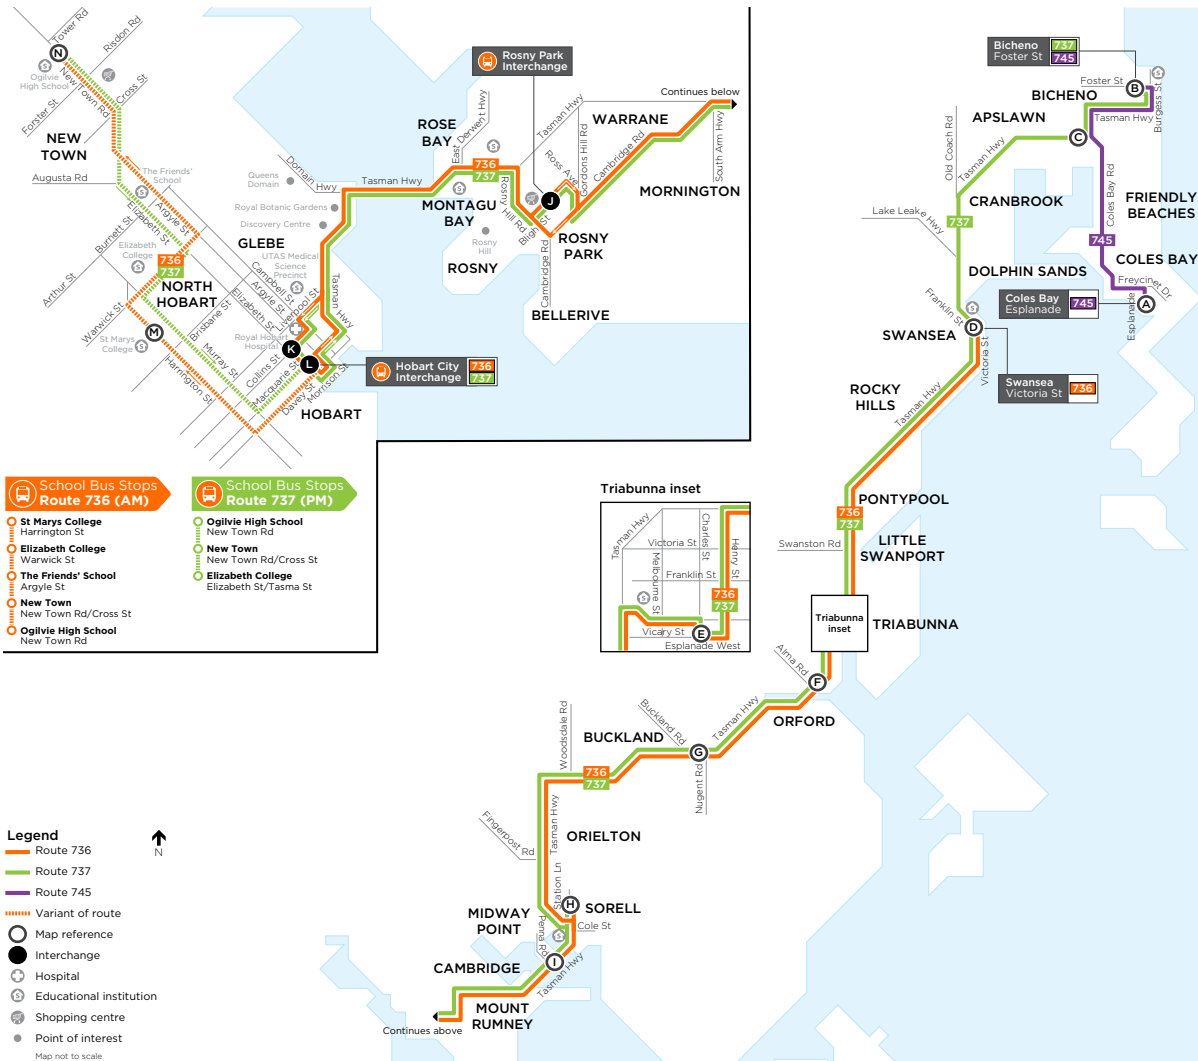 Tower Rd
Risdon Rd
N
Ogilvie
High School
New Town Rd
Cross St
Forster St
NEW
TOWN
Augusta Rd
The Friends'
School
Argyle St
Elizabeth St
Burnett St
Elizabeth
College
736
737
Arthur St
NORTH
HOBART
Warwick St
M
St Marys
College
Brisbane St
Murray St
Harrington St
Domain
Hwy
Queens
Domain
Royal Botanic Gardens
Discovery Centre
GLEBE
UTAS Medical
Science
Precinct
Campbell St
Argyle St
Elizabeth St
Liverpool St
Royal Hobart
Hospital
K
L
Collins St
Macquarie St
Davey St
Morrison St
HOBART
Tasman Hwy
Hobart City
Interchange
736
737
Tasman Hwy
ROSE
BAY
East Derwent Hwy
736
737
MONTAGU
BAY
Rosny
Hill
ROSNY
Rosny Hill Rd
Rosny Park
Interchange
J
Bligh St
Ross Ave
Tasman Hwy
Gordons Hill Rd
WARRANE
Cambridge Rd
Continues below
South Arm Hwy
MORNINGTON
ROSNY
PARK
Cambridge Rd
BELLERIVE
Bicheno
Foster St
737
745
Foster St
B
BICHENO
Burgess St
Tasman Hwy
APSLAWN
C
Old Coach Rd
Tasman Hwy
Coles Bay Rd
FRIENDLY
BEACHES
CRANBROOK
Lake Leake Hwy
737
745
COLES BAY
DOLPHIN SANDS
Freycinet Dr
Coles Bay
Esplanade
745
A
Esplanade
Franklin St
D
SWANSEA
Victoria St
Swansea
Victoria St
736
ROCKY
HILLS
Tasman Hwy
PONTYPOOL
736
737
LITTLE
SWANPORT
Swanston Rd
Triabunna
inset
TRIABUNNA
Alma Rd
F
ORFORD
Tasman Hwy
Buckland Rd
BUCKLAND
G
Nugent Rd
Woodsdale Rd
736
737
Tasman Hwy
ORIELTON
Fingerpost Rd
Station Ln
H
SORELL
Cole St
MIDWAY
POINT
Penna Rd
I
CAMBRIDGE
Tasman Hwy
MOUNT
RUMNEY
Continues above
Triabunna inset
Tasman Hwy
Victoria St
Charles St
Henry St
Melbourne St
Franklin St
736
737
Vicary St
E
Esplanade West
School Bus Stops
Route 736 (AM)
St Marys College
Harrington St
Elizabeth College
Warwick St
The Friends' School
Argyle St
New Town
New Town Rd/Cross St
Ogilvie High School
New Town Rd
School Bus Stops
Route 737 (PM)
Ogilvie High School
New Town Rd
New Town
New Town Rd/Cross St
Elizabeth College
Elizabeth St/Tasma St
Legend
N
Route 736
Route 737
Route 745
Variant of route
Map reference
Interchange
Hospital
Educational institution
Shopping centre
Point of interest
Map not to scale